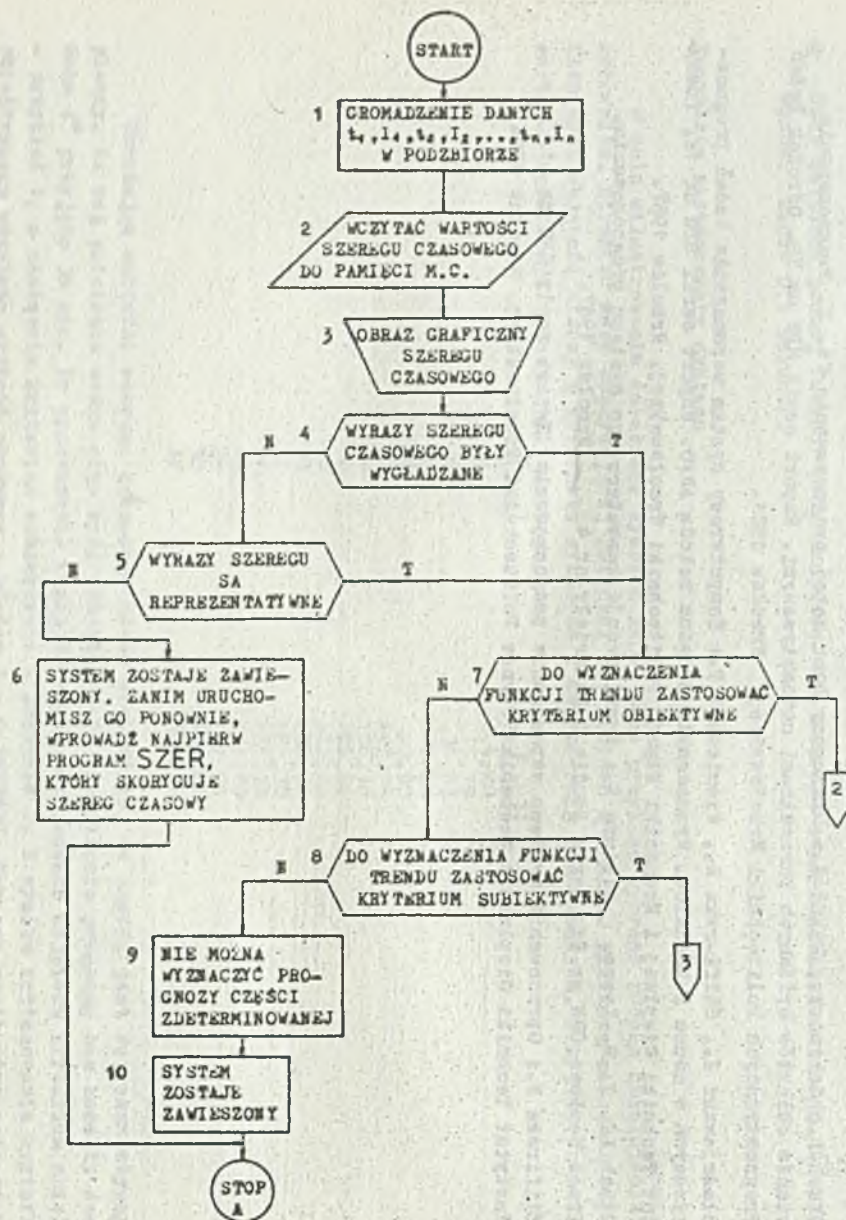 START
1
GROMADZENIE DANYCH
t₁,I₁,t₂,I₂,...,tₙ,Iₙ
W PODZBIORZE
2
WCZYTAĆ WARTOŚCI
SZEREGU CZASOWEGO
DO PAMIĘCI M.C.
3
OBRAZ GRAFICZNY
SZEREGU
CZASOWEGO
N
4
WYRAZY SZEREGU
CZASOWEGO BYŁY
WYGŁADZANE
T
N
5
WYRAZY SZEREGU
SA
REPREZENTATYWNE
T
6
SYSTEM ZOSTAJE ZAWIE-
SZONY. ZANIM URUCHO-
MISZ GO PONOWNIE,
WPROWADŹ NAJPIERW
PROGRAM SZER,
KTÓRY SKORYGUJE
SZEREG CZASOWY
N
7
DO WYZNACZENIA
FUNKCJI TRENDU ZASTOSOWAĆ
KRYTERIUM OBIEKTYWNE
T
2
N
8
DO WYZNACZENIA FUNKCJI
TRENDU ZASTOSOWAĆ
KRYTERIUM SUBIEKTYWNE
T
3
9
NIE MOŻNA
WYZNACZYĆ PRO-
GNOZY CZĘŚCI
ZDETERMINOWANEJ
10
SYSTEM
ZOSTAJE
ZAWIESZONY
STOP
A